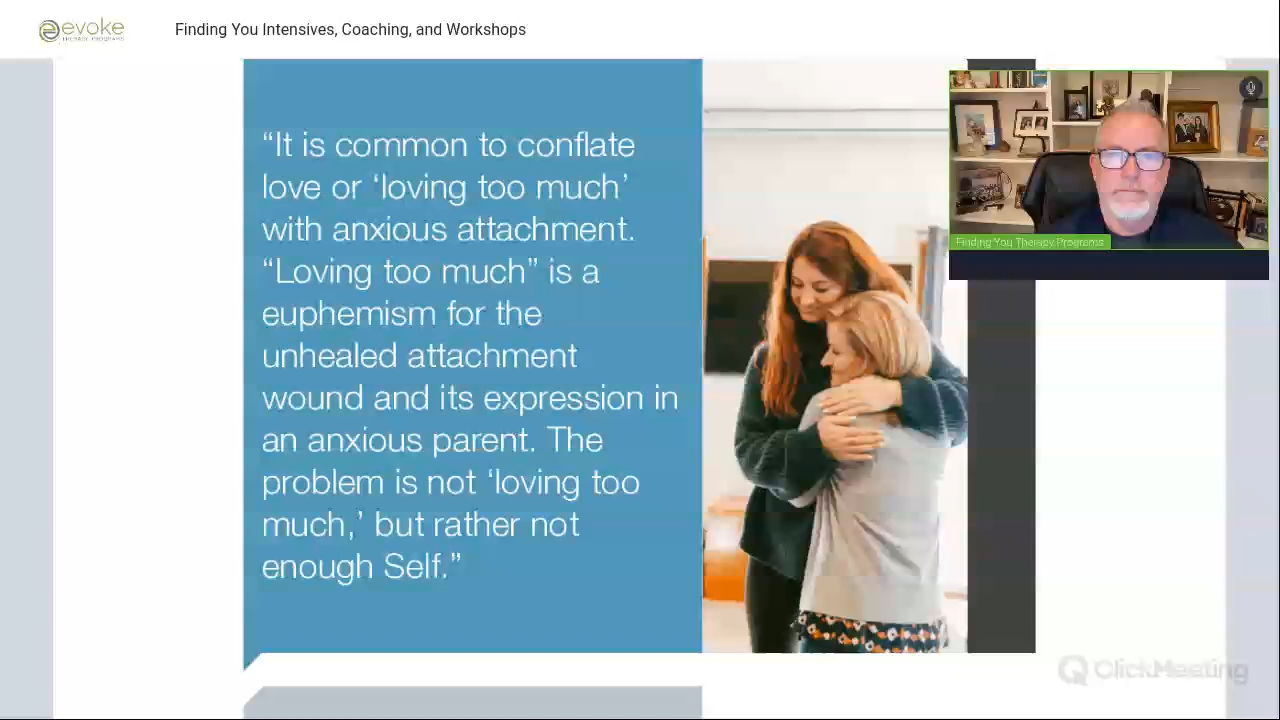 evoke
THERAPY PROGRAMS
Finding You Intensives, Coaching, and Workshops
“It is common to conflate
love or ‘loving too much’
with anxious attachment.
“Loving too much” is a
euphemism for the
unhealed attachment
wound and its expression in
an anxious parent. The
problem is not ‘loving too
much,’ but rather not
enough Self.”
Finding You Therapy Programs
ClickMeeting